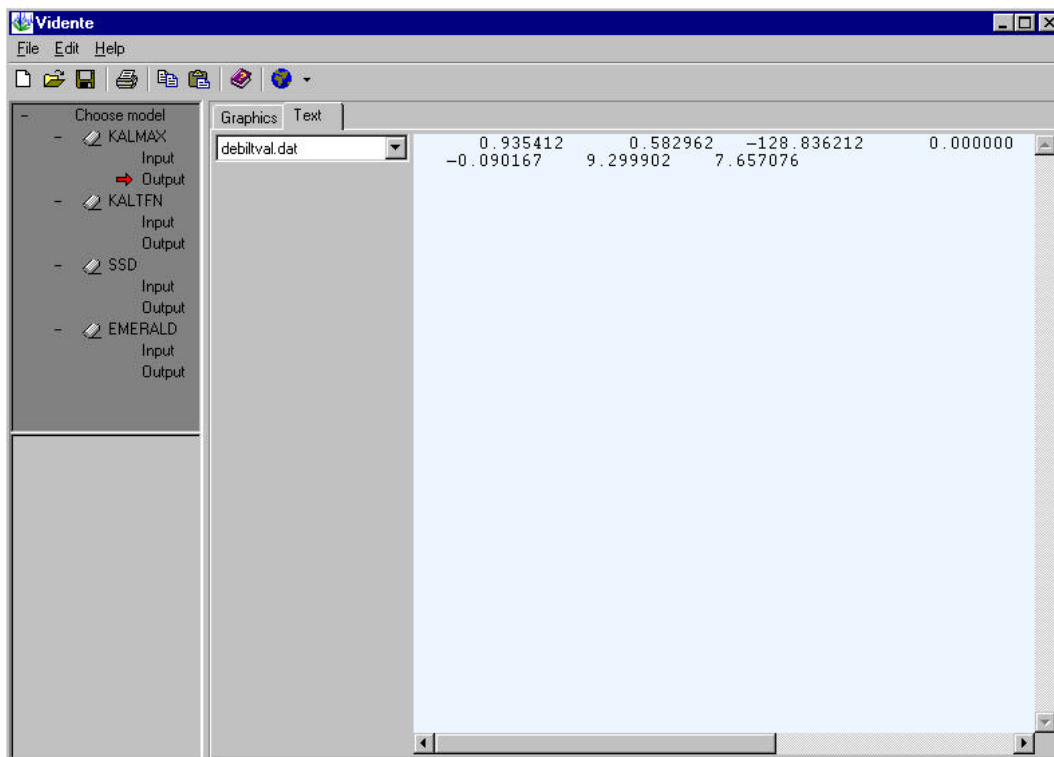 Vidente
File Edit Help
Choose model
KALMAX
Input
Output
KALTFN
Input
Output
SSD
Input
Output
EMERALD
Input
Output
Graphics Text
debiltval.dat
0.935412 0.582962 -128.836212 0.000000
-0.090167 9.299902 7.657076